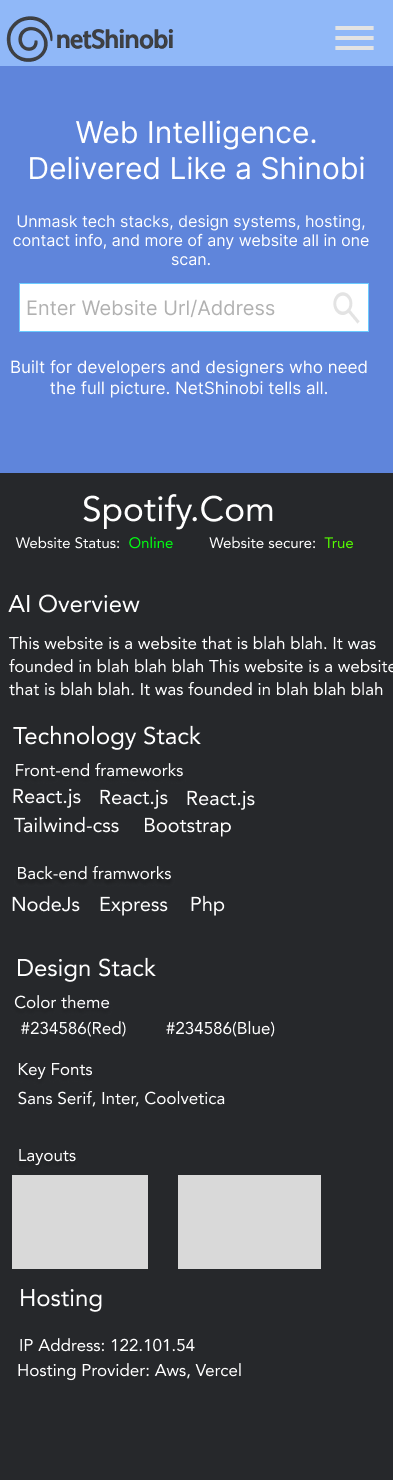 netShinobi
Web Intelligence.
Delivered Like a Shinobi
Unmask tech stacks, design systems, hosting,
contact info, and more of any website all in one
scan.
Enter Website Url/Address
Built for developers and designers who need
the full picture. NetShinobi tells all.
Spotify.Com
Website Status: Online Website secure: True
AI Overview
This website is a website that is blah blah. It was
founded in blah blah blah This website is a website
that is blah blah. It was founded in blah blah blah
Technology Stack
Front-end frameworks
React.js React.js React.js
Tailwind-css Bootstrap
Back-end framworks
NodeJs Express Php
Design Stack
Color theme
#234586(Red) #234586(Blue)
Key Fonts
Sans Serif, Inter, Coolvetica
Layouts
Hosting
IP Address: 122.101.54
Hosting Provider: Aws, Vercel